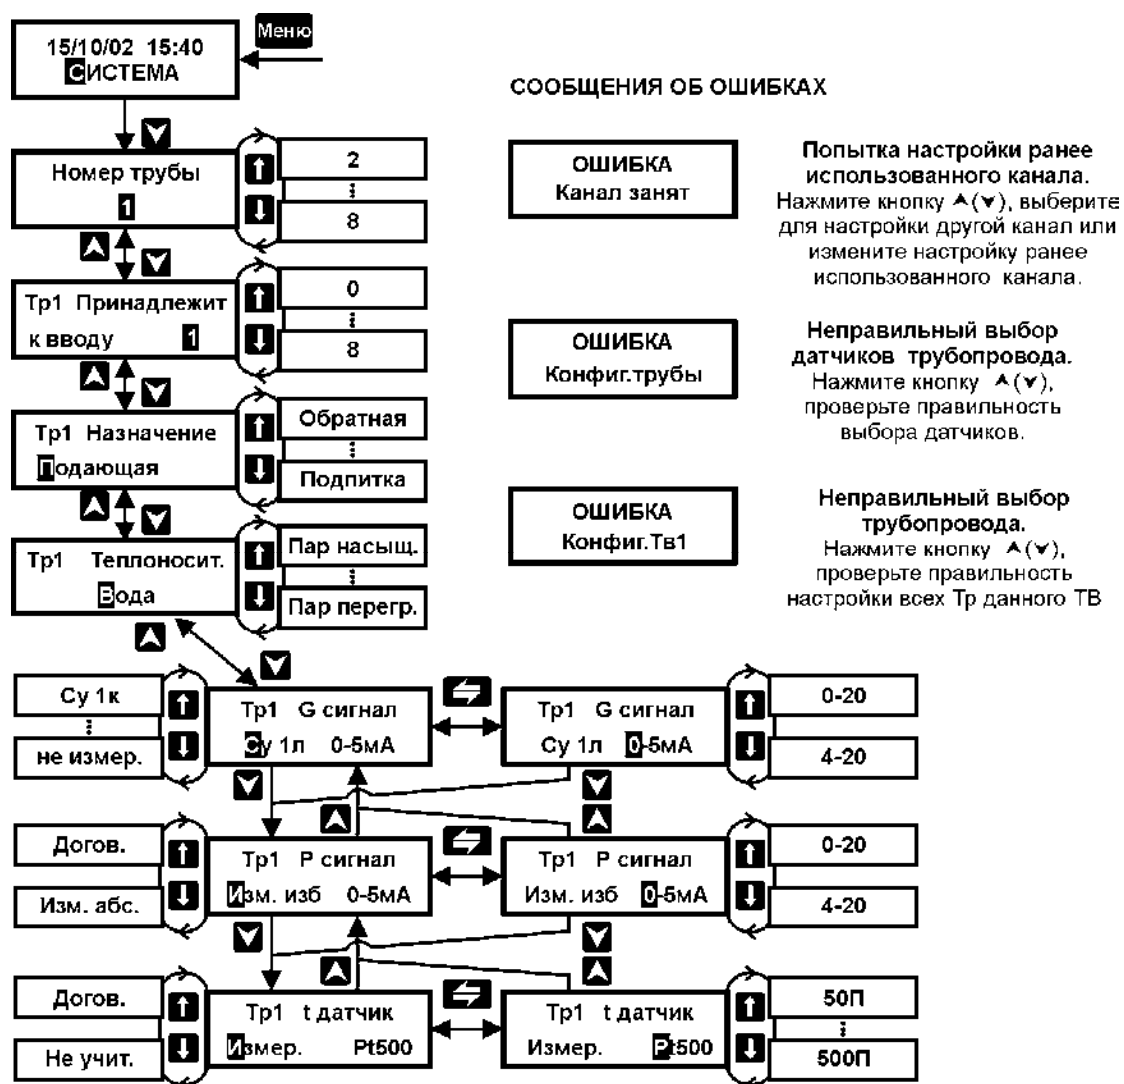 Меню
15/10/02 15:40
СИСТЕМА
СООБЩЕНИЯ ОБ ОШИБКАХ
Номер трубы
1
2
8
Тр1 Принадлежит
к вводу 1
0
8
Тр1 Назначение
Подающая
Обратная
Подпитка
Тр1 Теплоносит.
Вода
Пар насыщ.
Пар перегр.
ОШИБКА
Канал занят
Попытка настройки ранее
использованного канала.
Нажмите кнопку ⮝(⮟), выберите
для настройки другой канал или
измените настройку ранее
использованного канала.
ОШИБКА
Конфиг.трубы
Неправильный выбор
датчиков трубопровода.
Нажмите кнопку ⮝(⮟),
проверьте правильность
выбора датчиков.
ОШИБКА
Конфиг.Тв1
Неправильный выбор
трубопровода.
Нажмите кнопку ⮝(⮟),
проверьте правильность
настройки всех Тр данного ТВ
Су 1к
не измер.
Тр1 G сигнал
Су 1л 0-5мА
Тр1 G сигнал
Су 1л 0-5мА
0-20
4-20
Догов.
Изм. абс.
Тр1 P сигнал
Изм. изб 0-5мА
Тр1 P сигнал
Изм. изб 0-5мА
0-20
4-20
Догов.
Не учит.
Тр1 t датчик
Измер. Pt500
Тр1 t датчик
Измер. Pt500
50П
500П